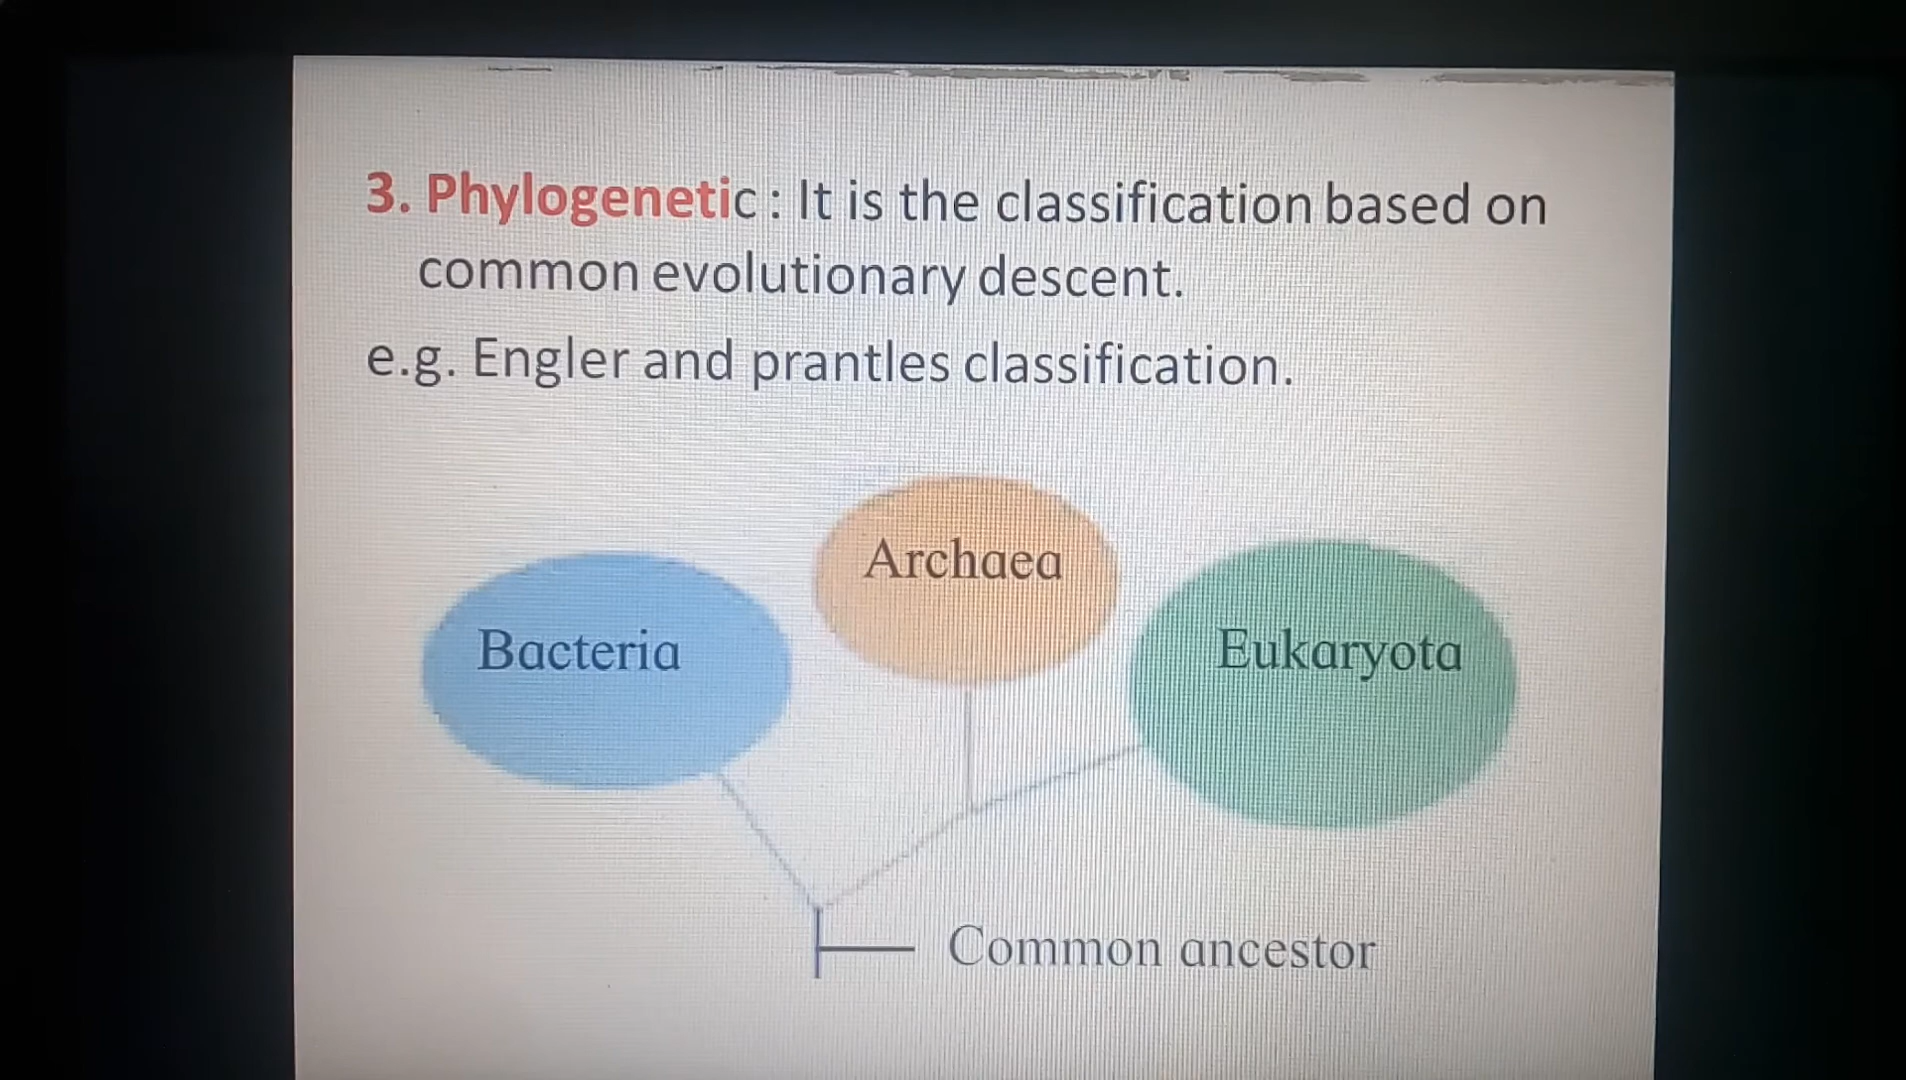 3. Phylogenetic : It is the classification based on
common evolutionary descent.
e.g. Engler and prantles classification.
Archaea
Bacteria
Eukaryota
Common ancestor